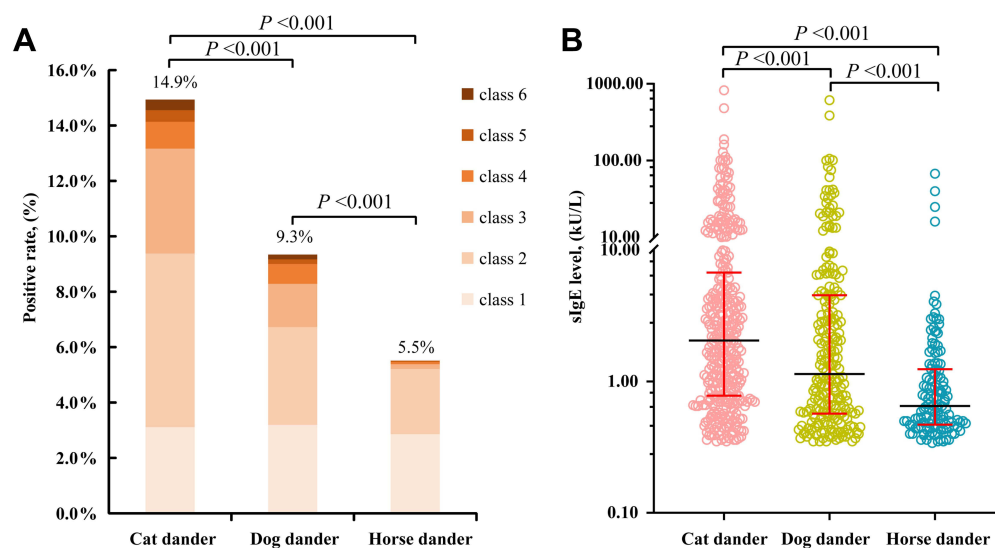 A
P <0.001
P <0.001
P <0.001
16.0%
14.0%
12.0%
10.0%
8.0%
6.0%
4.0%
2.0%
0.0%
Positive rate, (%)
14.9%
9.3%
5.5%
class 6
class 5
class 4
class 3
class 2
class 1
Cat dander
Dog dander
Horse dander
B
P <0.001
P <0.001
P <0.001
1000.00
100.00
10.00
10.00
1.00
0.10
sIgE level, (kU/L)
Cat dander
Dog dander
Horse dander